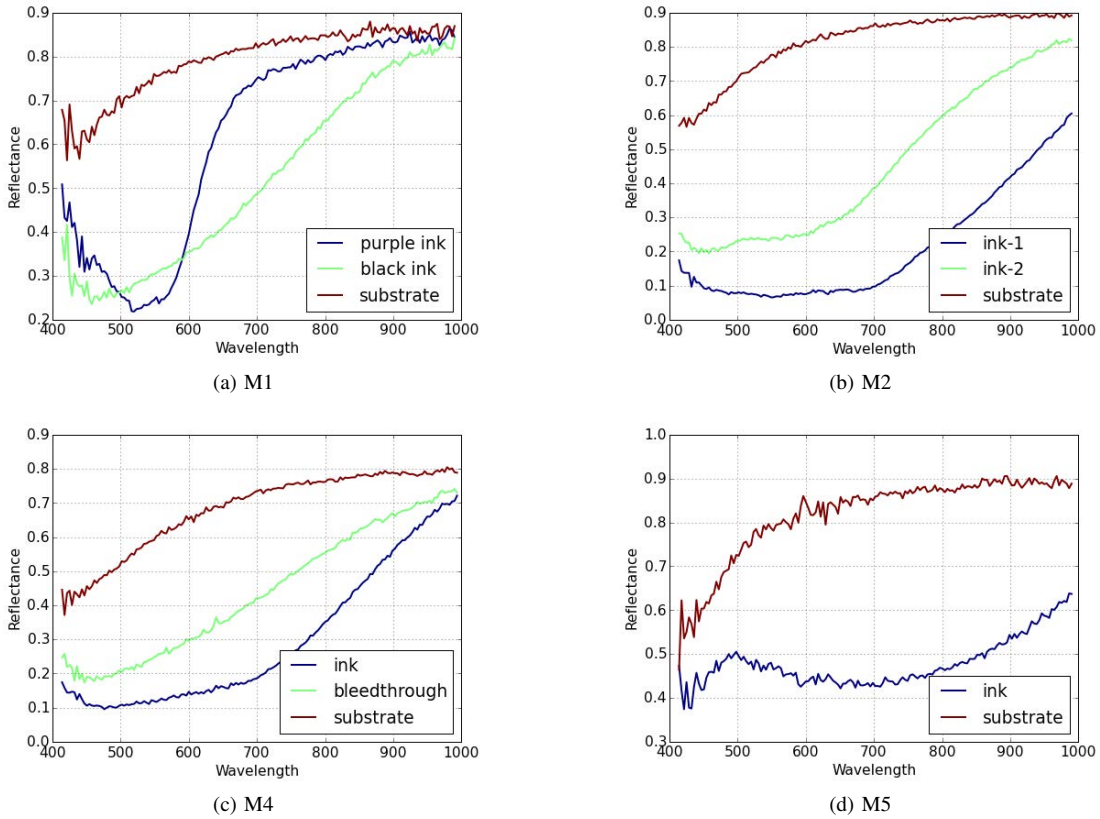 0.9
0.8
0.7
0.6
0.5
0.4
0.3
0.2
Reflectance
400 500 600 700 800 900 1000
Wavelength
purple ink
black ink
substrate
(a) M1
0.9
0.8
0.7
0.6
0.5
0.4
0.3
0.2
0.1
0.0
Reflectance
400 500 600 700 800 900 1000
Wavelength
ink-1
ink-2
substrate
(b) M2
0.9
0.8
0.7
0.6
0.5
0.4
0.3
0.2
0.1
0.0
Reflectance
400 500 600 700 800 900 1000
Wavelength
ink
bleedthrough
substrate
(c) M4
1.0
0.9
0.8
0.7
0.6
0.5
0.4
0.3
Reflectance
400 500 600 700 800 900 1000
Wavelength
ink
substrate
(d) M5